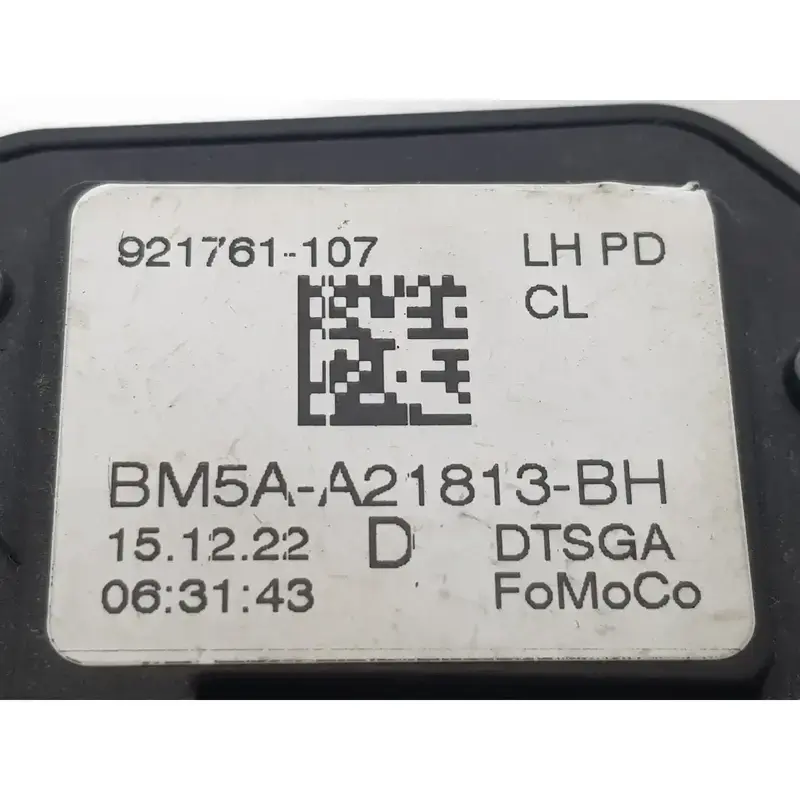 921761-107 LH PD
CL
BM5A-A21813-BH
15.12.22 D DTSGA
06:31:43 FoMoCo